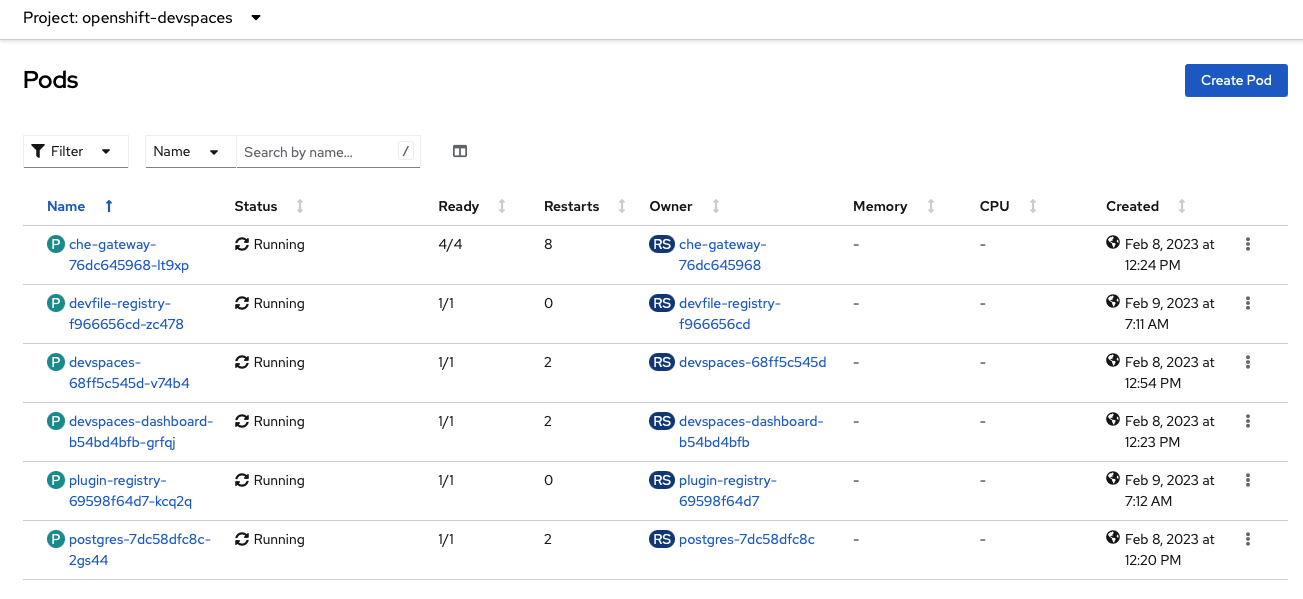 Project: openshift-devspaces
Pods
Create Pod
Filter
Name
Search by name...
/
Name Status Ready Restarts Owner Memory CPU Created
P che-gateway-76dc645968-lt9xp Running 4/4 8 RS che-gateway-76dc645968 - - Feb 8, 2023 at 12:24 PM
P devfile-registry-f966656cd-zc478 Running 1/1 0 RS devfile-registry-f966656cd - - Feb 9, 2023 at 7:11 AM
P devspaces-68ff5c545d-v74b4 Running 1/1 2 RS devspaces-68ff5c545d - - Feb 8, 2023 at 12:54 PM
P devspaces-dashboard-b54bd4bfb-grfqj Running 1/1 2 RS devspaces-dashboard-b54bd4bfb - - Feb 8, 2023 at 12:23 PM
P plugin-registry-69598f64d7-kcq2q Running 1/1 0 RS plugin-registry-69598f64d7 - - Feb 9, 2023 at 7:12 AM
P postgres-7dc58dfc8c-2gs44 Running 1/1 2 RS postgres-7dc58dfc8c - - Feb 8, 2023 at 12:20 PM